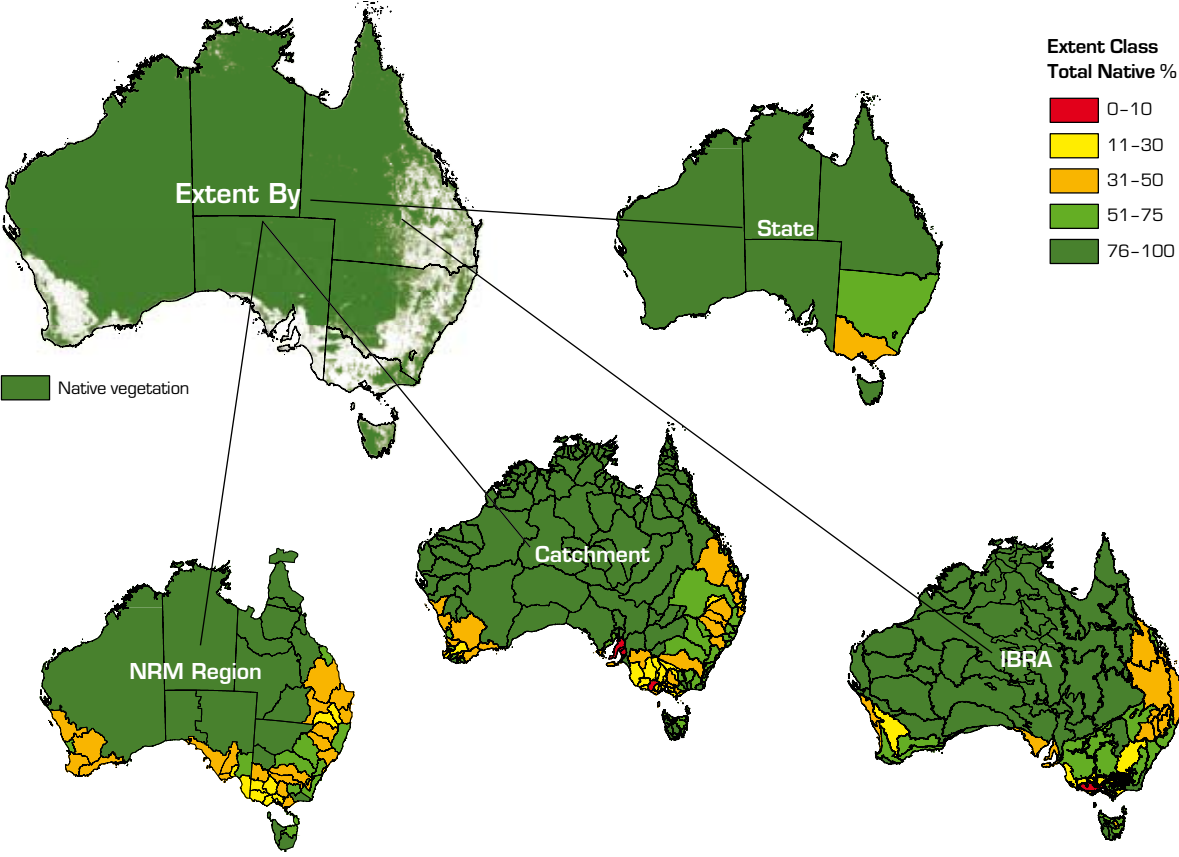 Extent Class
Total Native %
0-10
11-30
31-50
51-75
76-100
Extent By
State
Native vegetation
Catchment
NRM Region
IBRA